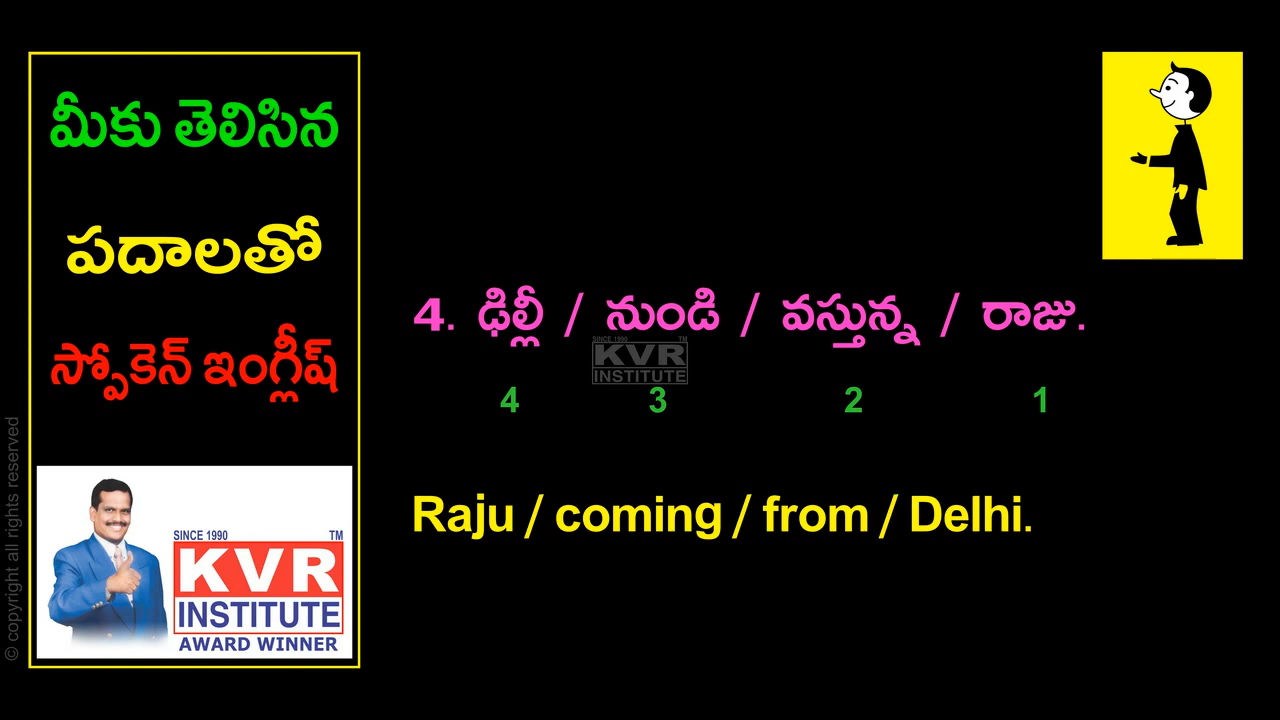 మీకు తెలిసిన
పదాలతో
స్పోకెన్ ఇంగ్లీష్
SINCE 1990 TM
KVR
INSTITUTE
AWARD WINNER
© copyright all rights reserved
4. ఢిల్లీ / నుండి / వస్తున్న / రాజు.
SINCE 1990 TM
KVR
INSTITUTE
4 3 2 1
Raju / coming / from / Delhi.